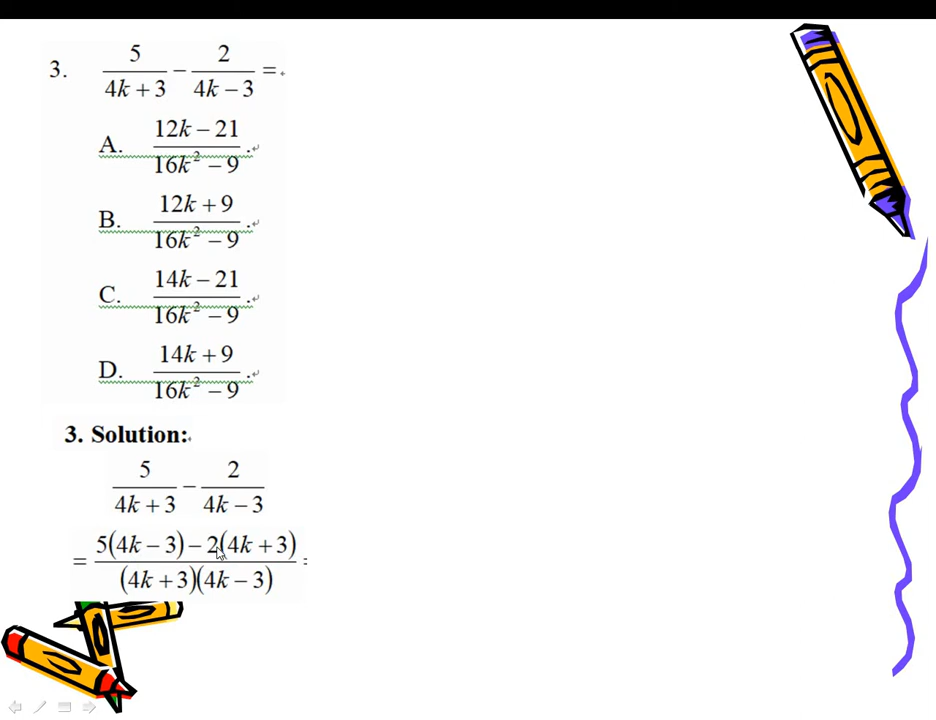 3. 5/(4k + 3) − 2/(4k − 3) =
A. (12k − 21)/(16k² − 9).
B. (12k + 9)/(16k² − 9).
C. (14k − 21)/(16k² − 9).
D. (14k + 9)/(16k² − 9).
3. Solution:
5/(4k + 3) − 2/(4k − 3)
= (5(4k − 3) − 2(4k + 3))/((4k + 3)(4k − 3)) =